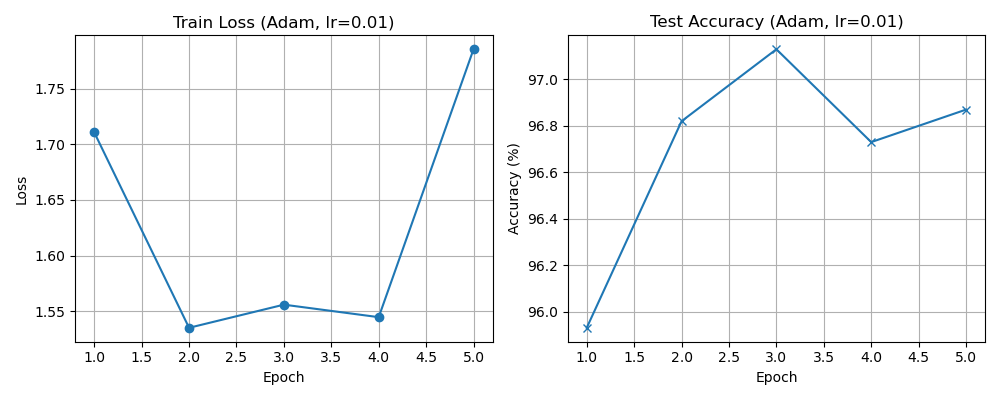 Train Loss (Adam, lr=0.01)
Loss
1.75
1.70
1.65
1.60
1.55
1.0 1.5 2.0 2.5 3.0 3.5 4.0 4.5 5.0
Epoch
Test Accuracy (Adam, lr=0.01)
Accuracy (%)
97.0
96.8
96.6
96.4
96.2
96.0
1.0 1.5 2.0 2.5 3.0 3.5 4.0 4.5 5.0
Epoch